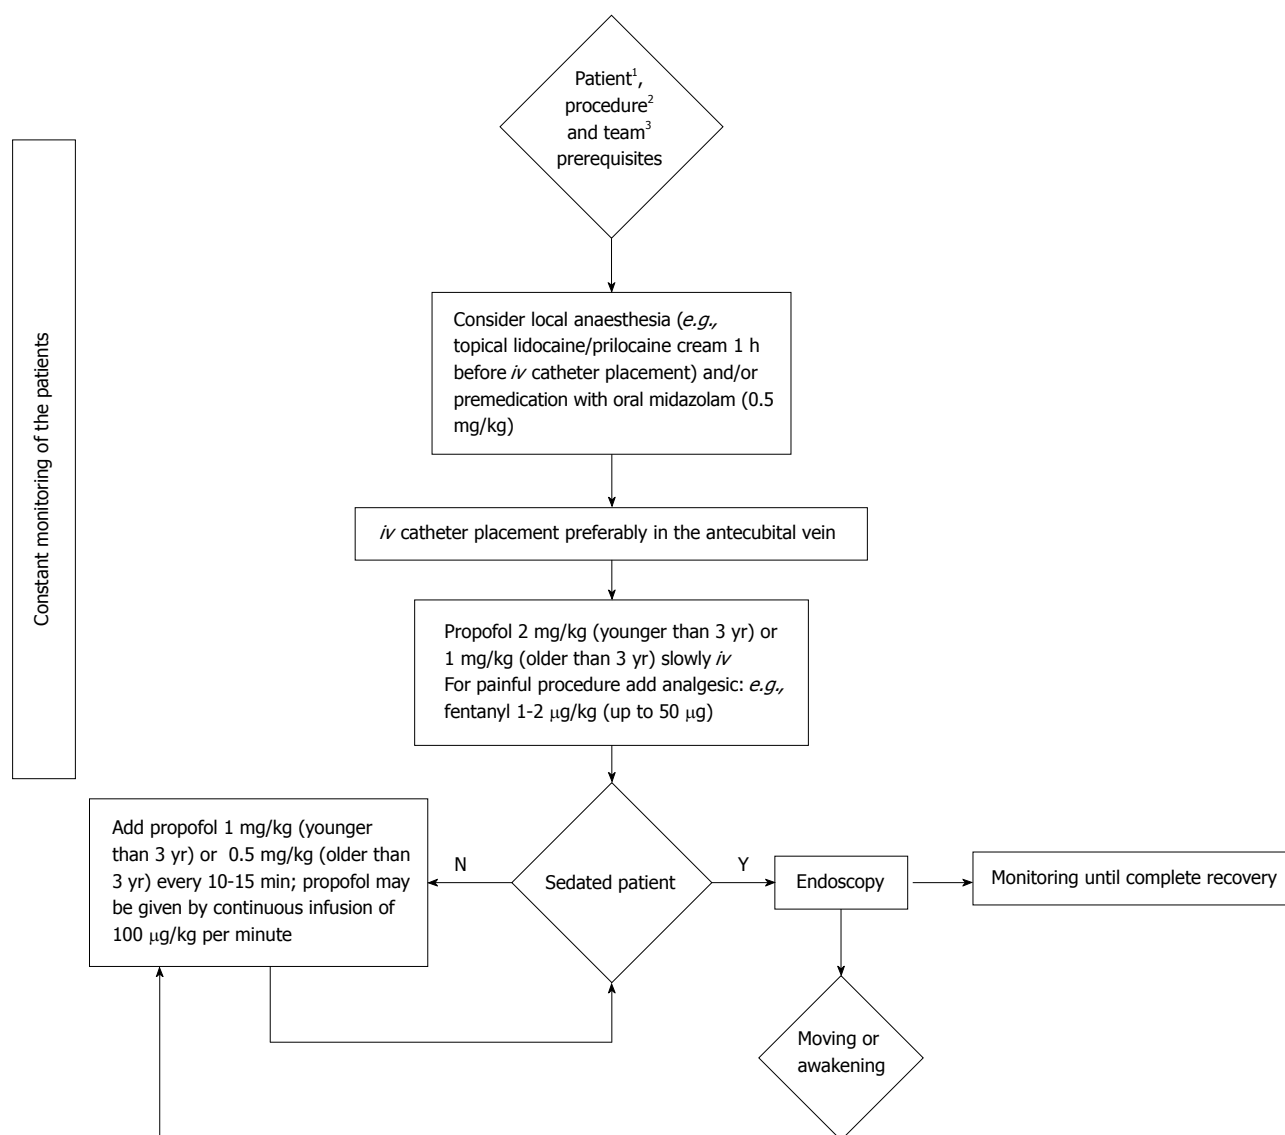 Patient¹,
procedure²
and team³
prerequisites
Constant monitoring of the patients
Consider local anaesthesia (e.g.,
topical lidocaine/prilocaine cream 1 h
before iv catheter placement) and/or
premedication with oral midazolam (0.5
mg/kg)
iv catheter placement preferably in the antecubital vein
Propofol 2 mg/kg (younger than 3 yr) or
1 mg/kg (older than 3 yr) slowly iv
For painful procedure add analgesic: e.g.,
fentanyl 1-2 μg/kg (up to 50 μg)
Add propofol 1 mg/kg (younger
than 3 yr) or 0.5 mg/kg (older than
3 yr) every 10-15 min; propofol may
be given by continuous infusion of
100 μg/kg per minute
N
Sedated patient
Y
Endoscopy
Monitoring until complete recovery
Moving or
awakening